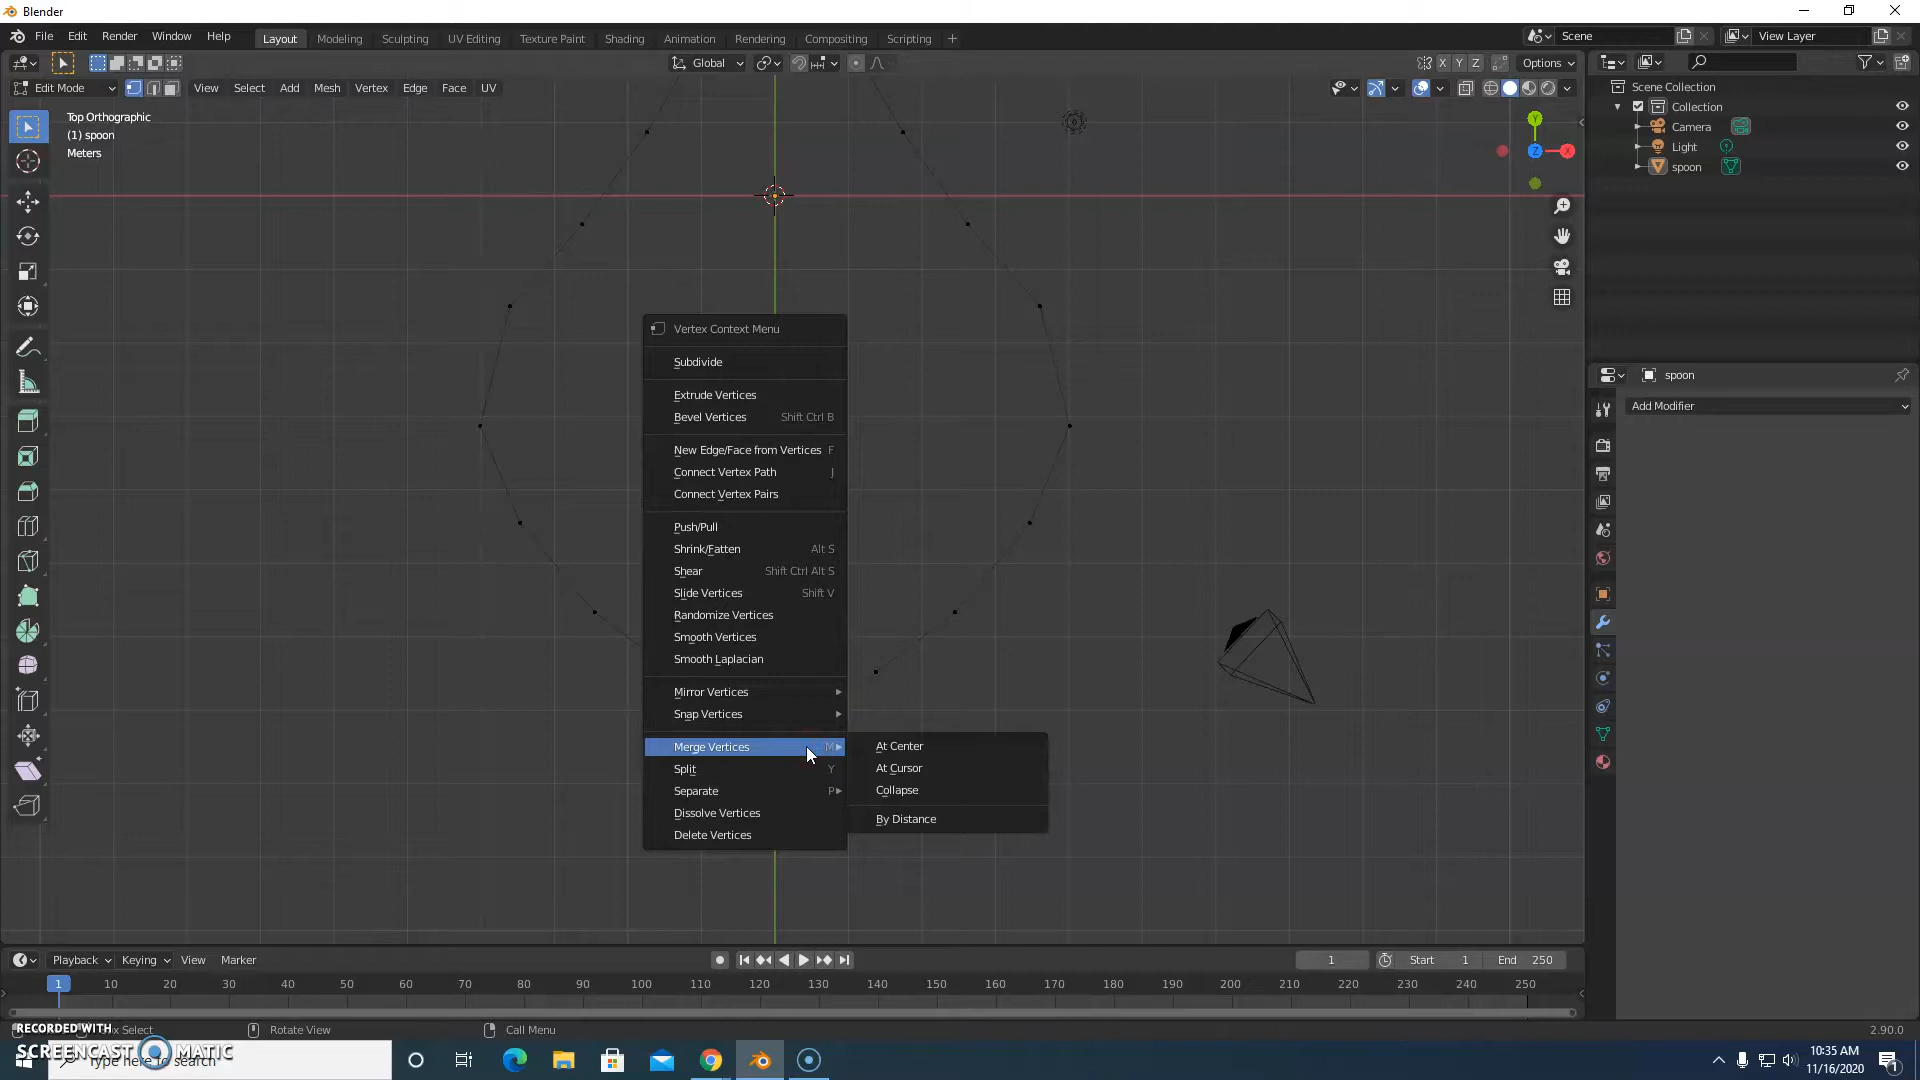 Blender
File Edit Render Window Help
Layout Modeling Sculpting UV Editing Texture Paint Shading Animation Rendering Compositing Scripting +
Scene
View Layer
Global
X Y Z
Options
Edit Mode
View Select Add Mesh Vertex Edge Face UV
Top Orthographic
(1) spoon
Meters
Y
Z
X
Scene Collection
Collection
Camera
Light
spoon
spoon
Add Modifier
Vertex Context Menu
Subdivide
Extrude Vertices
Bevel Vertices Shift Ctrl B
New Edge/Face from Vertices F
Connect Vertex Path J
Connect Vertex Pairs
Push/Pull
Shrink/Fatten Alt S
Shear Shift Ctrl Alt S
Slide Vertices Shift V
Randomize Vertices
Smooth Vertices
Smooth Laplacian
Mirror Vertices
Snap Vertices
Merge Vertices M
Split Y
Separate P
Dissolve Vertices
Delete Vertices
At Center
At Cursor
Collapse
By Distance
Playback Keying View Marker
1 Start 1 End 250
1 10 20 30 40 50 60 70 80 90 100 110 120 130 140 150 160 170 180 190 200 210 220 230 240 250
RECORDED WITH
SCREENCAST MATIC
Box Select Rotate View Call Menu
2.90.0
Type here to search
10:35 AM
11/16/2020
1